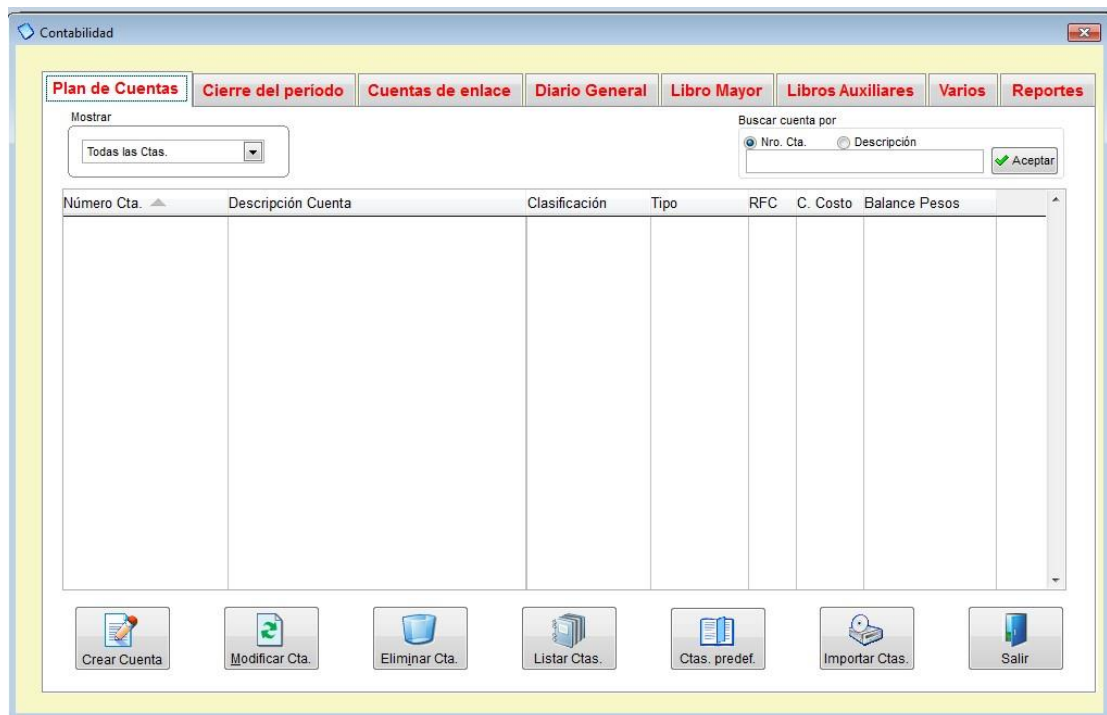 Contabilidad
Plan de Cuentas Cierre del período Cuentas de enlace Diario General Libro Mayor Libros Auxiliares Varios Reportes
Mostrar
Buscar cuenta por
Nro. Cta. Descripción
Todas las Ctas.
Aceptar
Número Cta. Descripción Cuenta Clasificación Tipo RFC C. Costo Balance Pesos
Crear Cuenta Modificar Cta. Eliminar Cta. Listar Ctas. Ctas. predef. Importar Ctas. Salir